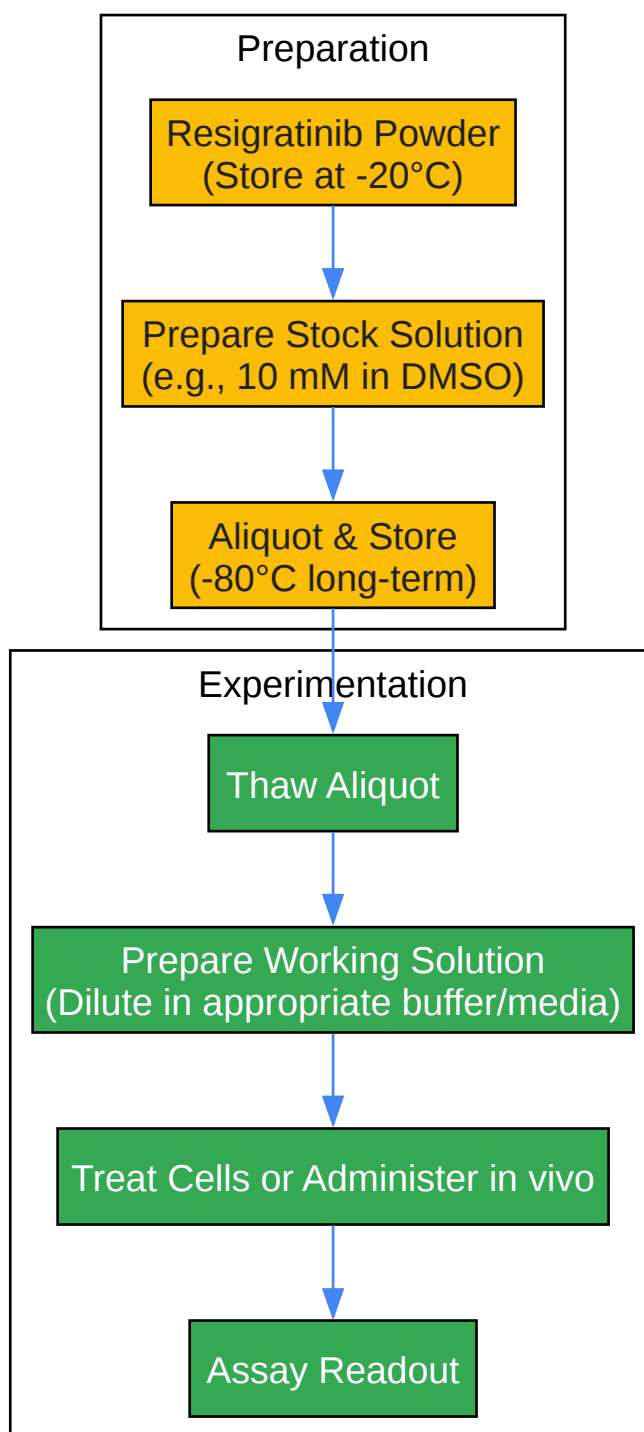 Preparation
Resigratinib Powder
(Store at -20°C)
Prepare Stock Solution
(e.g., 10 mM in DMSO)
Aliquot & Store
(-80°C long-term)
Experimentation
Thaw Aliquot
Prepare Working Solution
(Dilute in appropriate buffer/media)
Treat Cells or Administer in vivo
Assay Readout